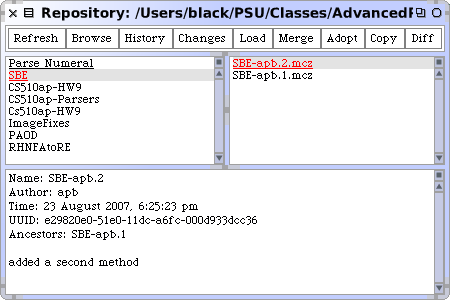 Repository: /Users/black/PSU/Classes/AdvancedP
Refresh Browse History Changes Load Merge Adopt Copy Diff
Parse Numeral
SBE
CS510ap-HW9
CS510ap-Parsers
Cs510ap-HW9
ImageFixes
PAOD
RHNFAtoRE
SBE-apb.2.mcz
SBE-apb.1.mcz
Name: SBE-apb.2
Author: apb
Time: 23 August 2007, 6:25:23 pm
UUID: e29820e0-51e0-11dc-a6fc-000d933dcc36
Ancestors: SBE-apb.1
added a second method